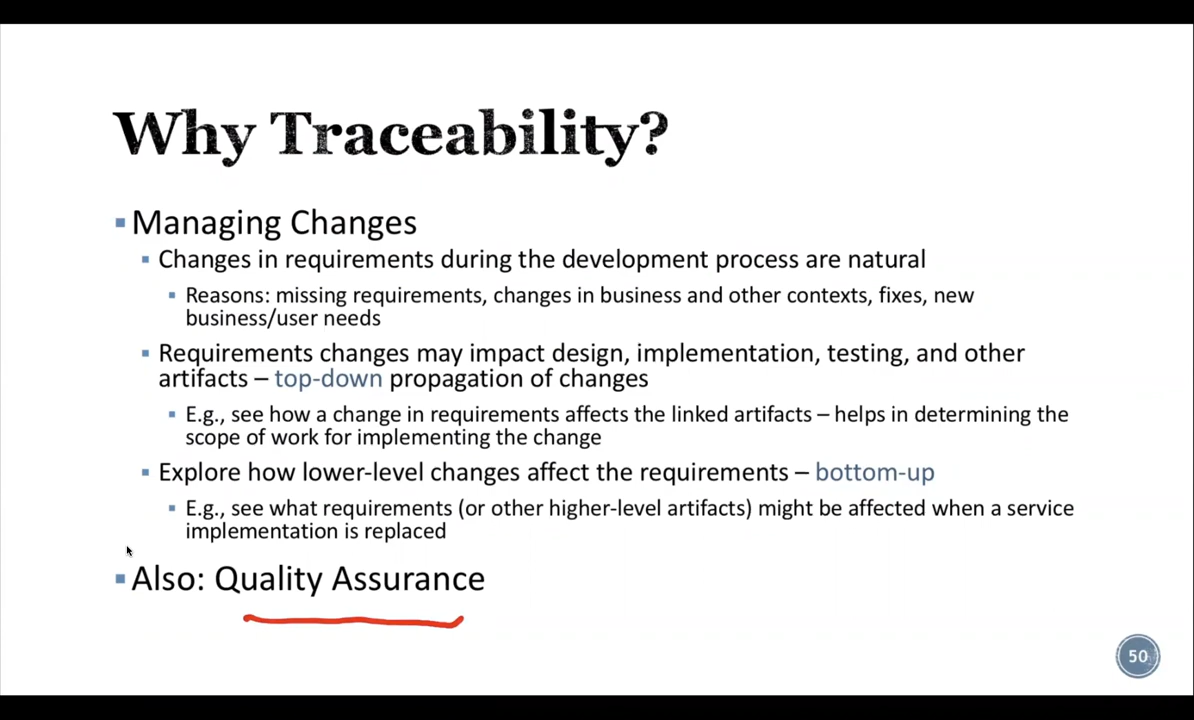 Why Traceability?
Managing Changes
Changes in requirements during the development process are natural
Reasons: missing requirements, changes in business and other contexts, fixes, new
business/user needs
Requirements changes may impact design, implementation, testing, and other
artifacts – top-down propagation of changes
E.g., see how a change in requirements affects the linked artifacts – helps in determining the
scope of work for implementing the change
Explore how lower-level changes affect the requirements – bottom-up
E.g., see what requirements (or other higher-level artifacts) might be affected when a service
implementation is replaced
Also: Quality Assurance
50